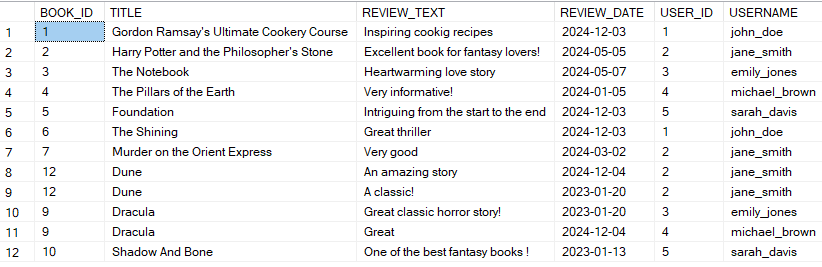 BOOK_ID TITLE REVIEW_TEXT REVIEW_DATE USER_ID USERNAME
1 1 Gordon Ramsay's Ultimate Cookery Course Inspiring cookig recipes 2024-12-03 1 john_doe
2 2 Harry Potter and the Philosopher's Stone Excellent book for fantasy lovers! 2024-05-05 2 jane_smith
3 3 The Notebook Heartwarming love story 2024-05-07 3 emily_jones
4 4 The Pillars of the Earth Very informative! 2024-01-05 4 michael_brown
5 5 Foundation Intriguing from the start to the end 2024-12-03 5 sarah_davis
6 6 The Shining Great thriller 2024-12-03 1 john_doe
7 7 Murder on the Orient Express Very good 2024-03-02 2 jane_smith
8 12 Dune An amazing story 2024-12-04 2 jane_smith
9 12 Dune A classic! 2023-01-20 2 jane_smith
10 9 Dracula Great classic horror story! 2023-01-20 3 emily_jones
11 9 Dracula Great 2024-12-04 4 michael_brown
12 10 Shadow And Bone One of the best fantasy books ! 2023-01-13 5 sarah_davis